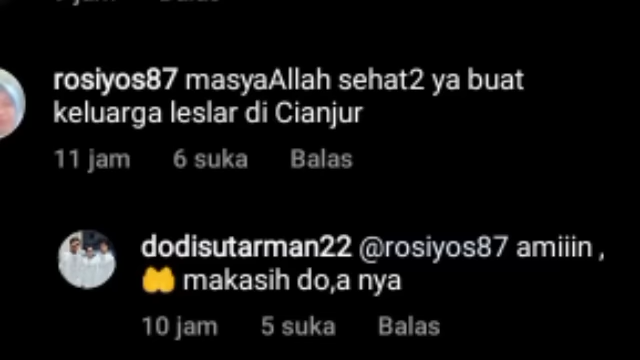 rosiyos87 masyaAllah sehat2 ya buat
keluarga leslar di Cianjur
11 jam 6 suka Balas
dodisutarman22 @rosiyos87 amiiin ,
🤲 makasih do,a nya
10 jam 5 suka Balas